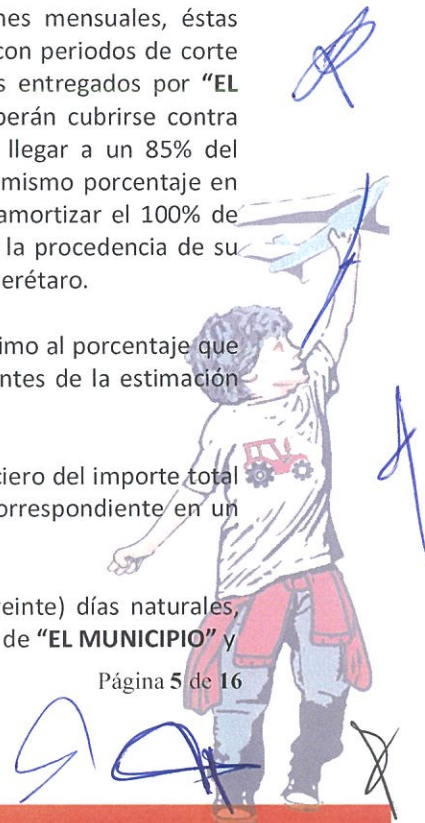 nes mensuales, éstas
con periodos de corte
s entregados por "EL
erán cubrirse contra
llegar a un 85% del
mismo porcentaje en
amortizar el 100% de
la procedencia de su
erétaro.
imo al porcentaje que
ntes de la estimación
ciero del importe total
orrespondiente en un
reinte) días naturales,
de "EL MUNICIPIO" y
Página 5 de 16